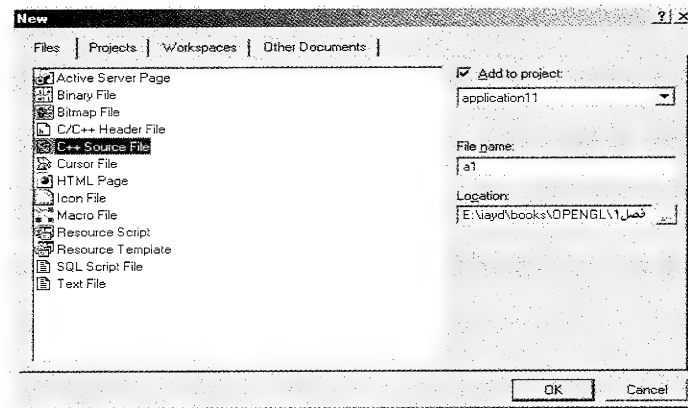 New
Files Projects Workspaces Other Documents
Active Server Page
Binary File
Bitmap File
C/C++ Header File
C++ Source File
Cursor File
HTML Page
Icon File
Macro File
Resource Script
Resource Template
SQL Script File
Text File
Add to project:
application11
File name:
a1
Location:
E:\iayd\books\OPENGL\فصل1
...
OK Cancel